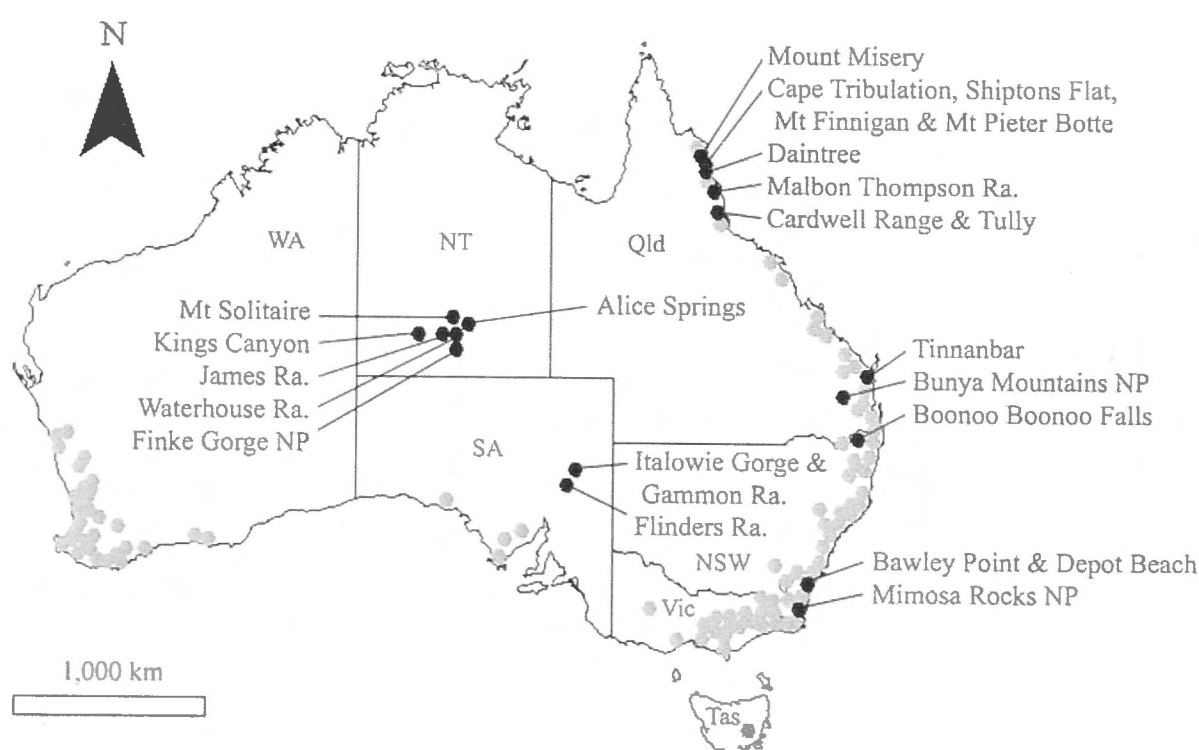 N
Mount Misery
Cape Tribulation, Shiptons Flat,
Mt Finnigan & Mt Pieter Botte
Daintree
Malbon Thompson Ra.
Cardwell Range & Tully
WA
NT
Qld
Mt Solitaire
Alice Springs
Kings Canyon
James Ra.
Waterhouse Ra.
Finke Gorge NP
Tinnanbar
Bunya Mountains NP
Boonoo Boonoo Falls
SA
Italowie Gorge &
Gammon Ra.
Flinders Ra.
NSW
Bawley Point & Depot Beach
Mimosa Rocks NP
Vic
1,000 km
Tas